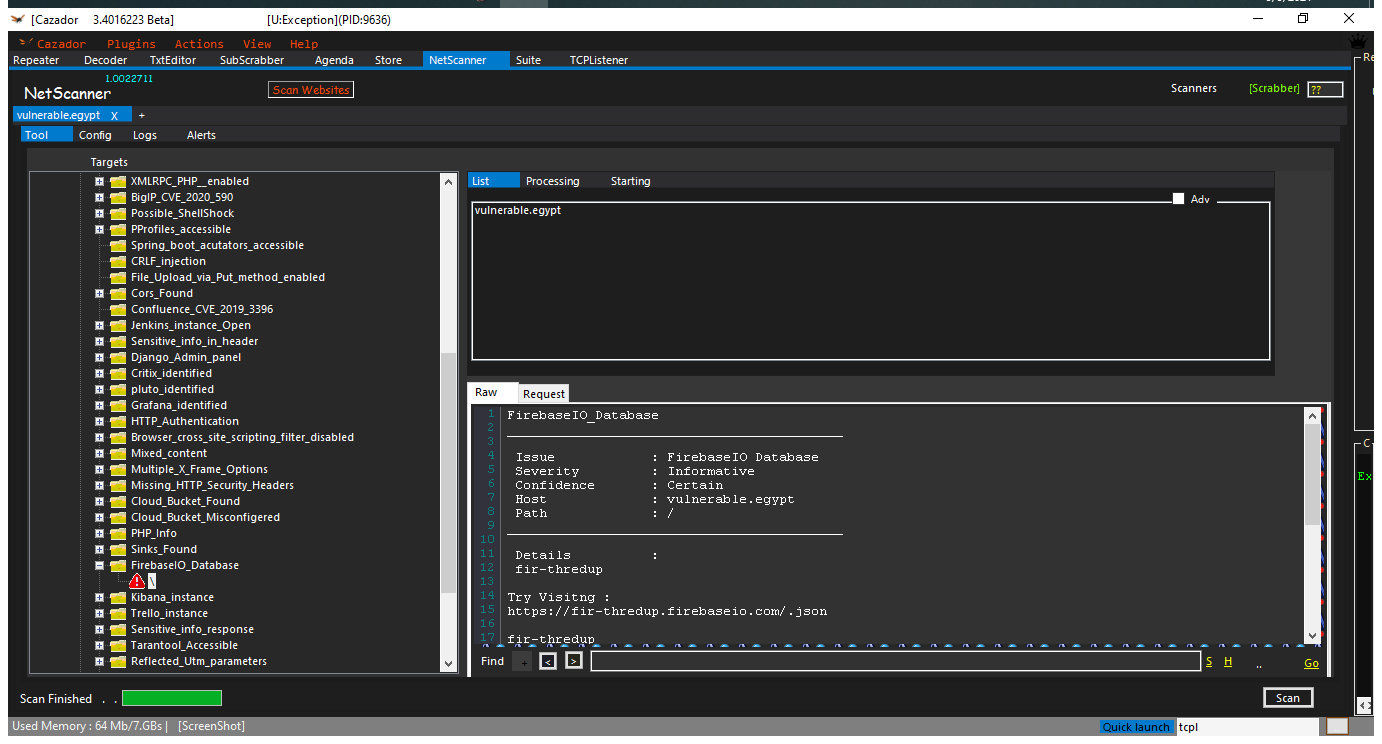 [Cazador 3.4016223 Beta] [U:Exception](PID:9636)
Cazador Plugins Actions View Help
Repeater Decoder TxtEditor SubScrabber Agenda Store NetScanner Suite TCPListener
1.0022711
NetScanner Scan Websites Scanners [Scrabber] ??
vulnerable.egypt X +
Tool Config Logs Alerts
Targets
XMLRPC_PHP__enabled
BigIP_CVE_2020_590
Possible_ShellShock
PProfiles_accessible
Spring_boot_acutators_accessible
CRLF_injection
File_Upload_via_Put_method_enabled
Cors_Found
Confluence_CVE_2019_3396
Jenkins_instance_Open
Sensitive_info_in_header
Django_Admin_panel
Critix_identified
pluto_identified
Grafana_identified
HTTP_Authentication
Browser_cross_site_scripting_filter_disabled
Mixed_content
Multiple_X_Frame_Options
Missing_HTTP_Security_Headers
Cloud_Bucket_Found
Cloud_Bucket_Misconfigered
PHP_Info
Sinks_Found
FirebaseIO_Database
\
Kibana_instance
Trello_instance
Sensitive_info_response
Tarantool_Accessible
Reflected_Utm_parameters
List Processing Starting
Adv
vulnerable.egypt
Raw Request
1 FirebaseIO_Database
2
3
4 Issue : FirebaseIO Database
5 Severity : Informative
6 Confidence : Certain
7 Host : vulnerable.egypt
8 Path : /
9
10
11 Details :
12 fir-thredup
13
14 Try Visitng :
15 https://fir-thredup.firebaseio.com/.json
16
17 fir-thredup
Find + < > S H .. Go
Scan Finished . . Scan
Used Memory : 64 Mb/7.GBs | [ScreenShot] Quick launch tcpl